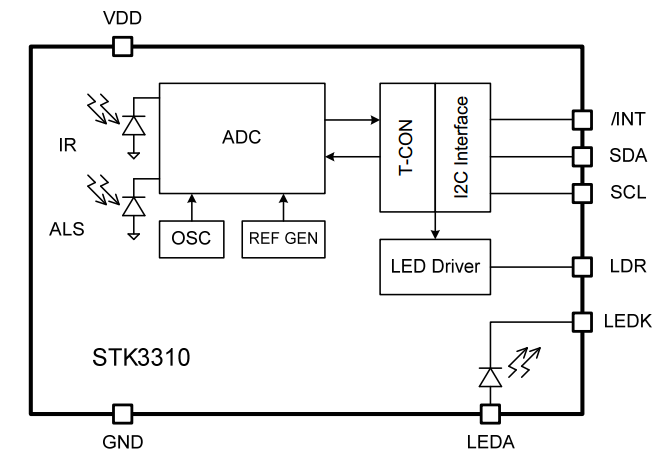 VDD
IR
ADC
T-CON
I2C Interface
/INT
SDA
SCL
ALS
OSC
REF GEN
LED Driver
LDR
LEDK
STK3310
GND
LEDA